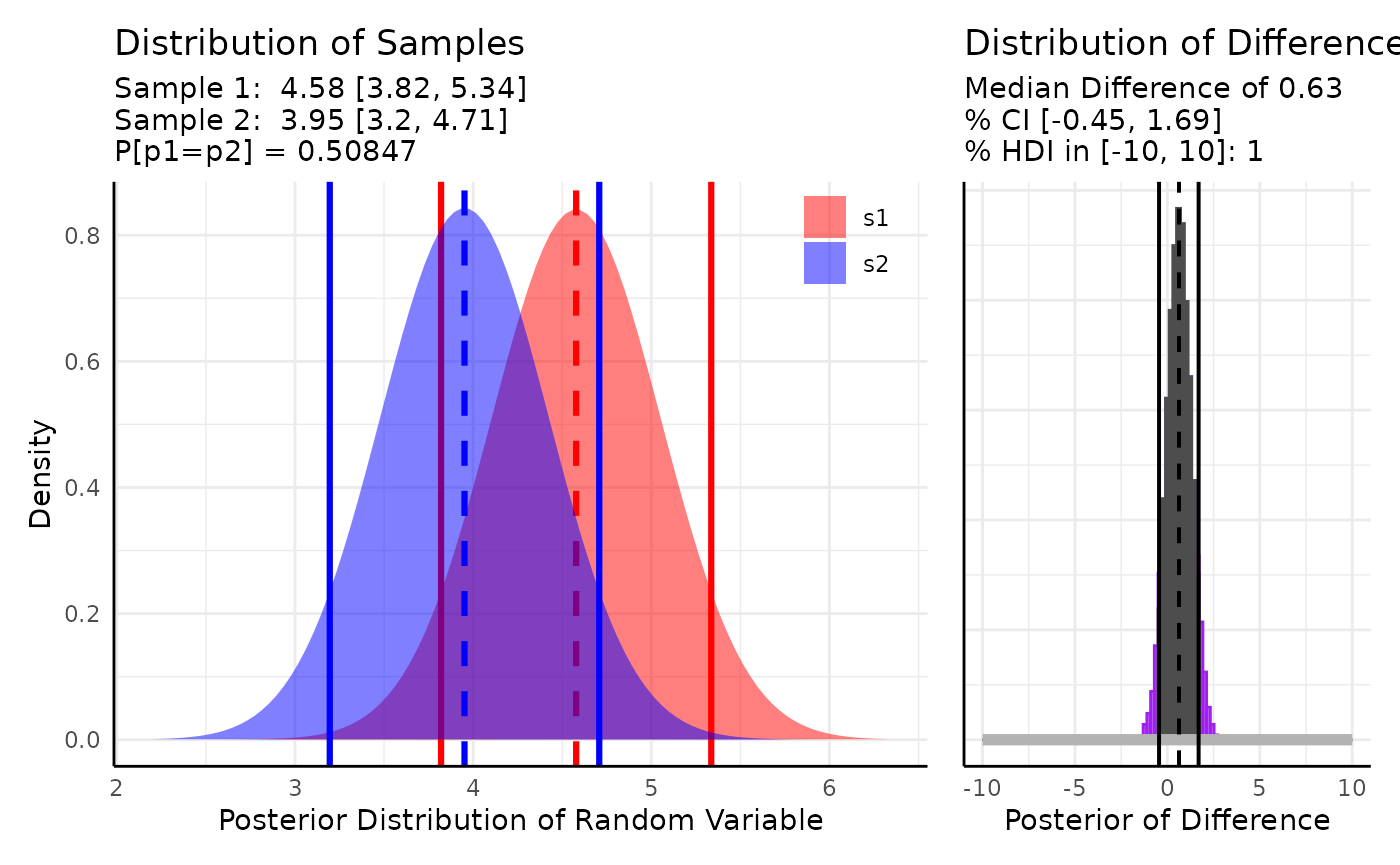 Distribution of Samples
Sample 1:  4.58 [3.82, 5.34]
Sample 2:  3.95 [3.2, 4.71]
P[p1=p2] = 0.50847
s1
s2
0.8
0.6
0.4
0.2
0.0
Density
2 3 4 5 6
Posterior Distribution of Random Variable
Distribution of Difference
Median Difference of 0.63
% CI [-0.45, 1.69]
% HDI in [-10, 10]: 1
-10 -5 0 5 10
Posterior of Difference